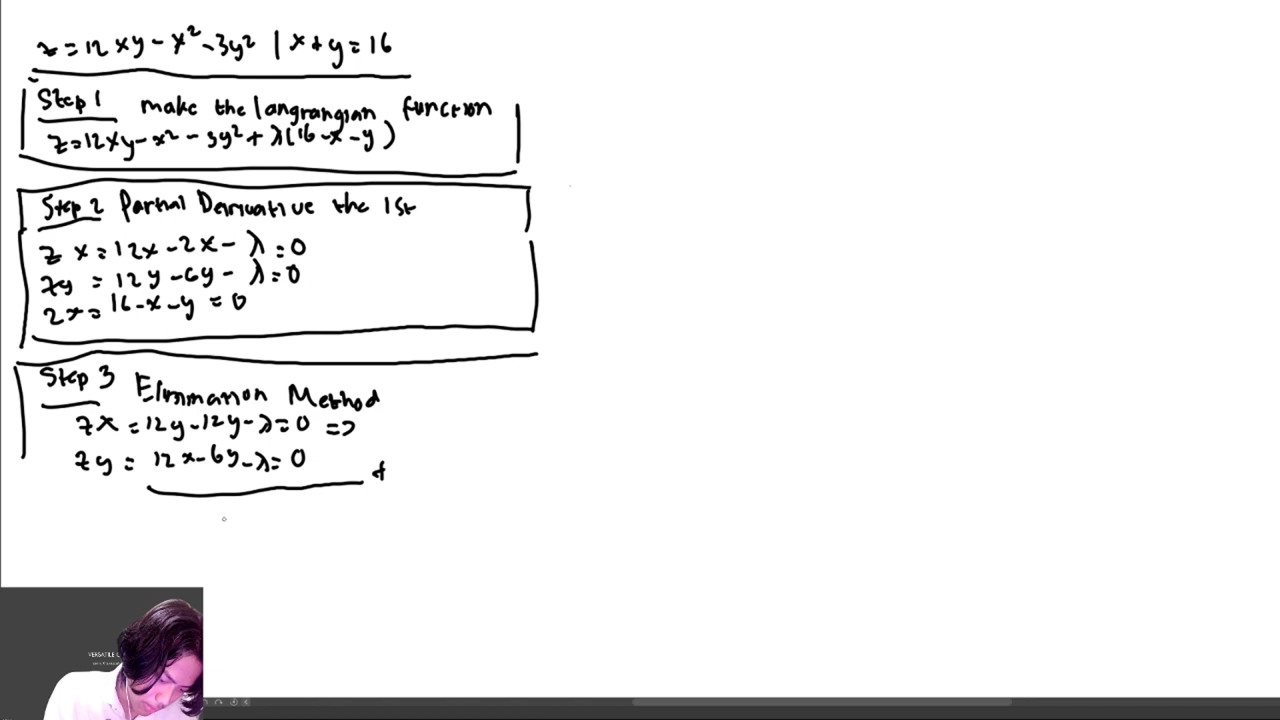 z=12xy-x²-3y² | x+y=16
Step 1 make the langrangian function
z=12xy-x²-3y²+λ(16-x-y)
Step 2 Partial Derivative the 1st
zx=12x-2x-λ=0
zy=12y-6y-λ=0
zx=16-x-y=0
Step 3 Elimination Method
zx=12y-12y-λ=0 =>
zy=12x-6y-λ=0
+
VERSATILE